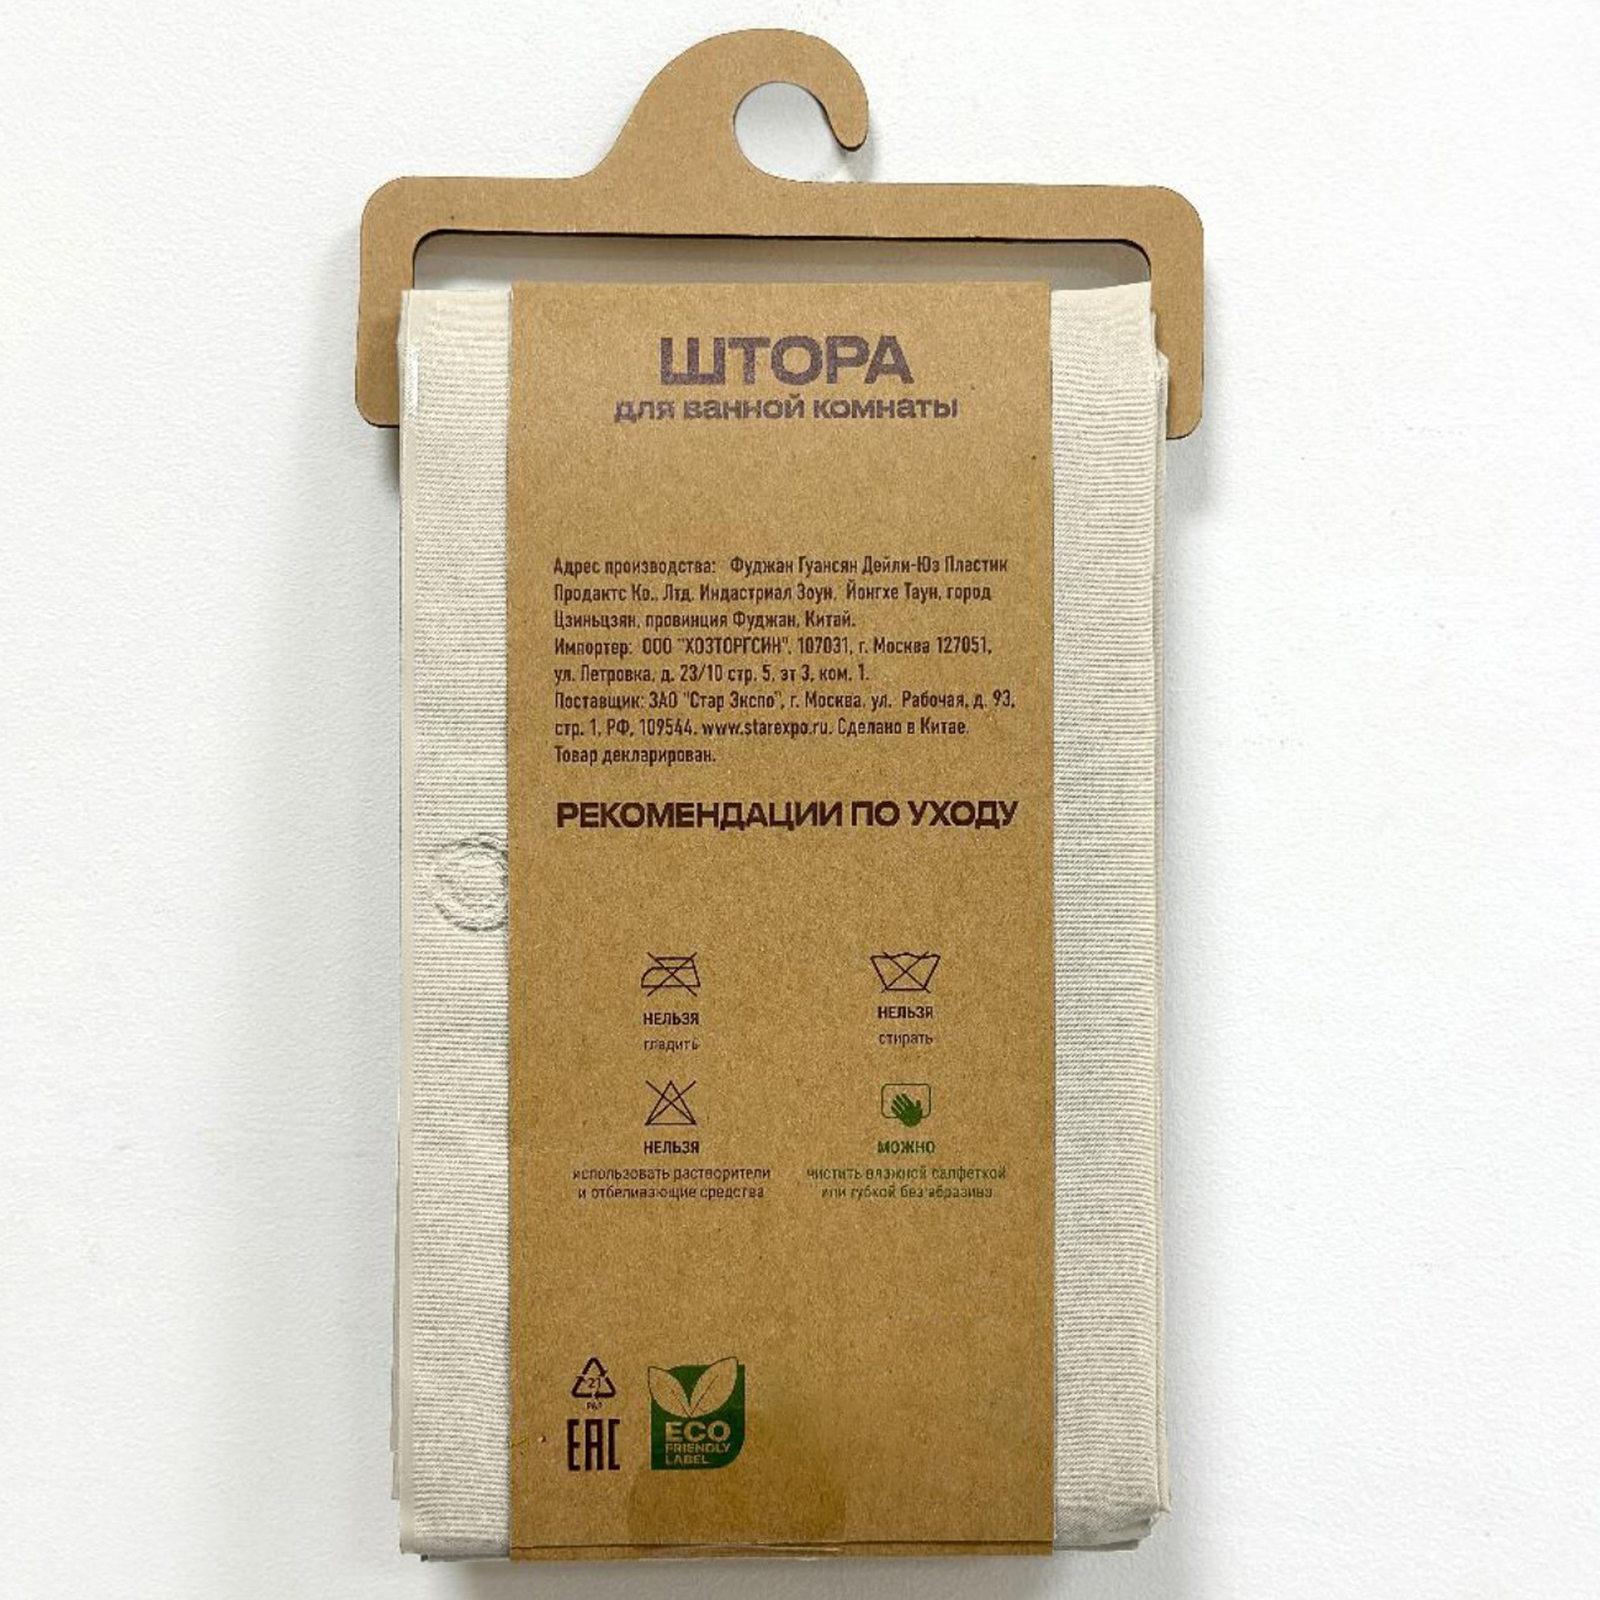 ШТОРА
для ванной комнаты
Адрес производства: Фуджан Гуансян Дейли-Юз Пластик
Продактс Ко., Лтд. Индастриал Зоун, Йонгхе Таун, город
Цзиньцзян, провинция Фуджан, Китай.
Импортер: ООО "ХОЗТОРГСИН", 107031, г. Москва 127051,
ул. Петровка, д. 23/10 стр. 5, эт 3, ком. 1.
Поставщик: ЗАО "Стар Экспо", г. Москва, ул. Рабочая, д. 93,
стр. 1, РФ, 109544. www.starexpo.ru. Сделано в Китае.
Товар декларирован.
РЕКОМЕНДАЦИИ ПО УХОДУ
НЕЛЬЗЯ
гладить
НЕЛЬЗЯ
стирать
НЕЛЬЗЯ
использовать растворители
и отбеливающие средства
МОЖНО
чистить влажной салфеткой
или губкой без абразива
21
PAP
EAC
ECO
FRIENDLY
LABEL